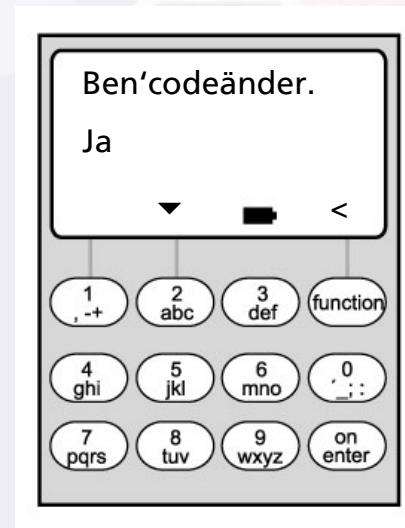 Ben‘codeänder.
Ja
<
1 2 3 function
, -+ abc def
4 5 6 0
ghi jkl mno ´_; :
7 8 9 on
pqrs tuv wxyz enter